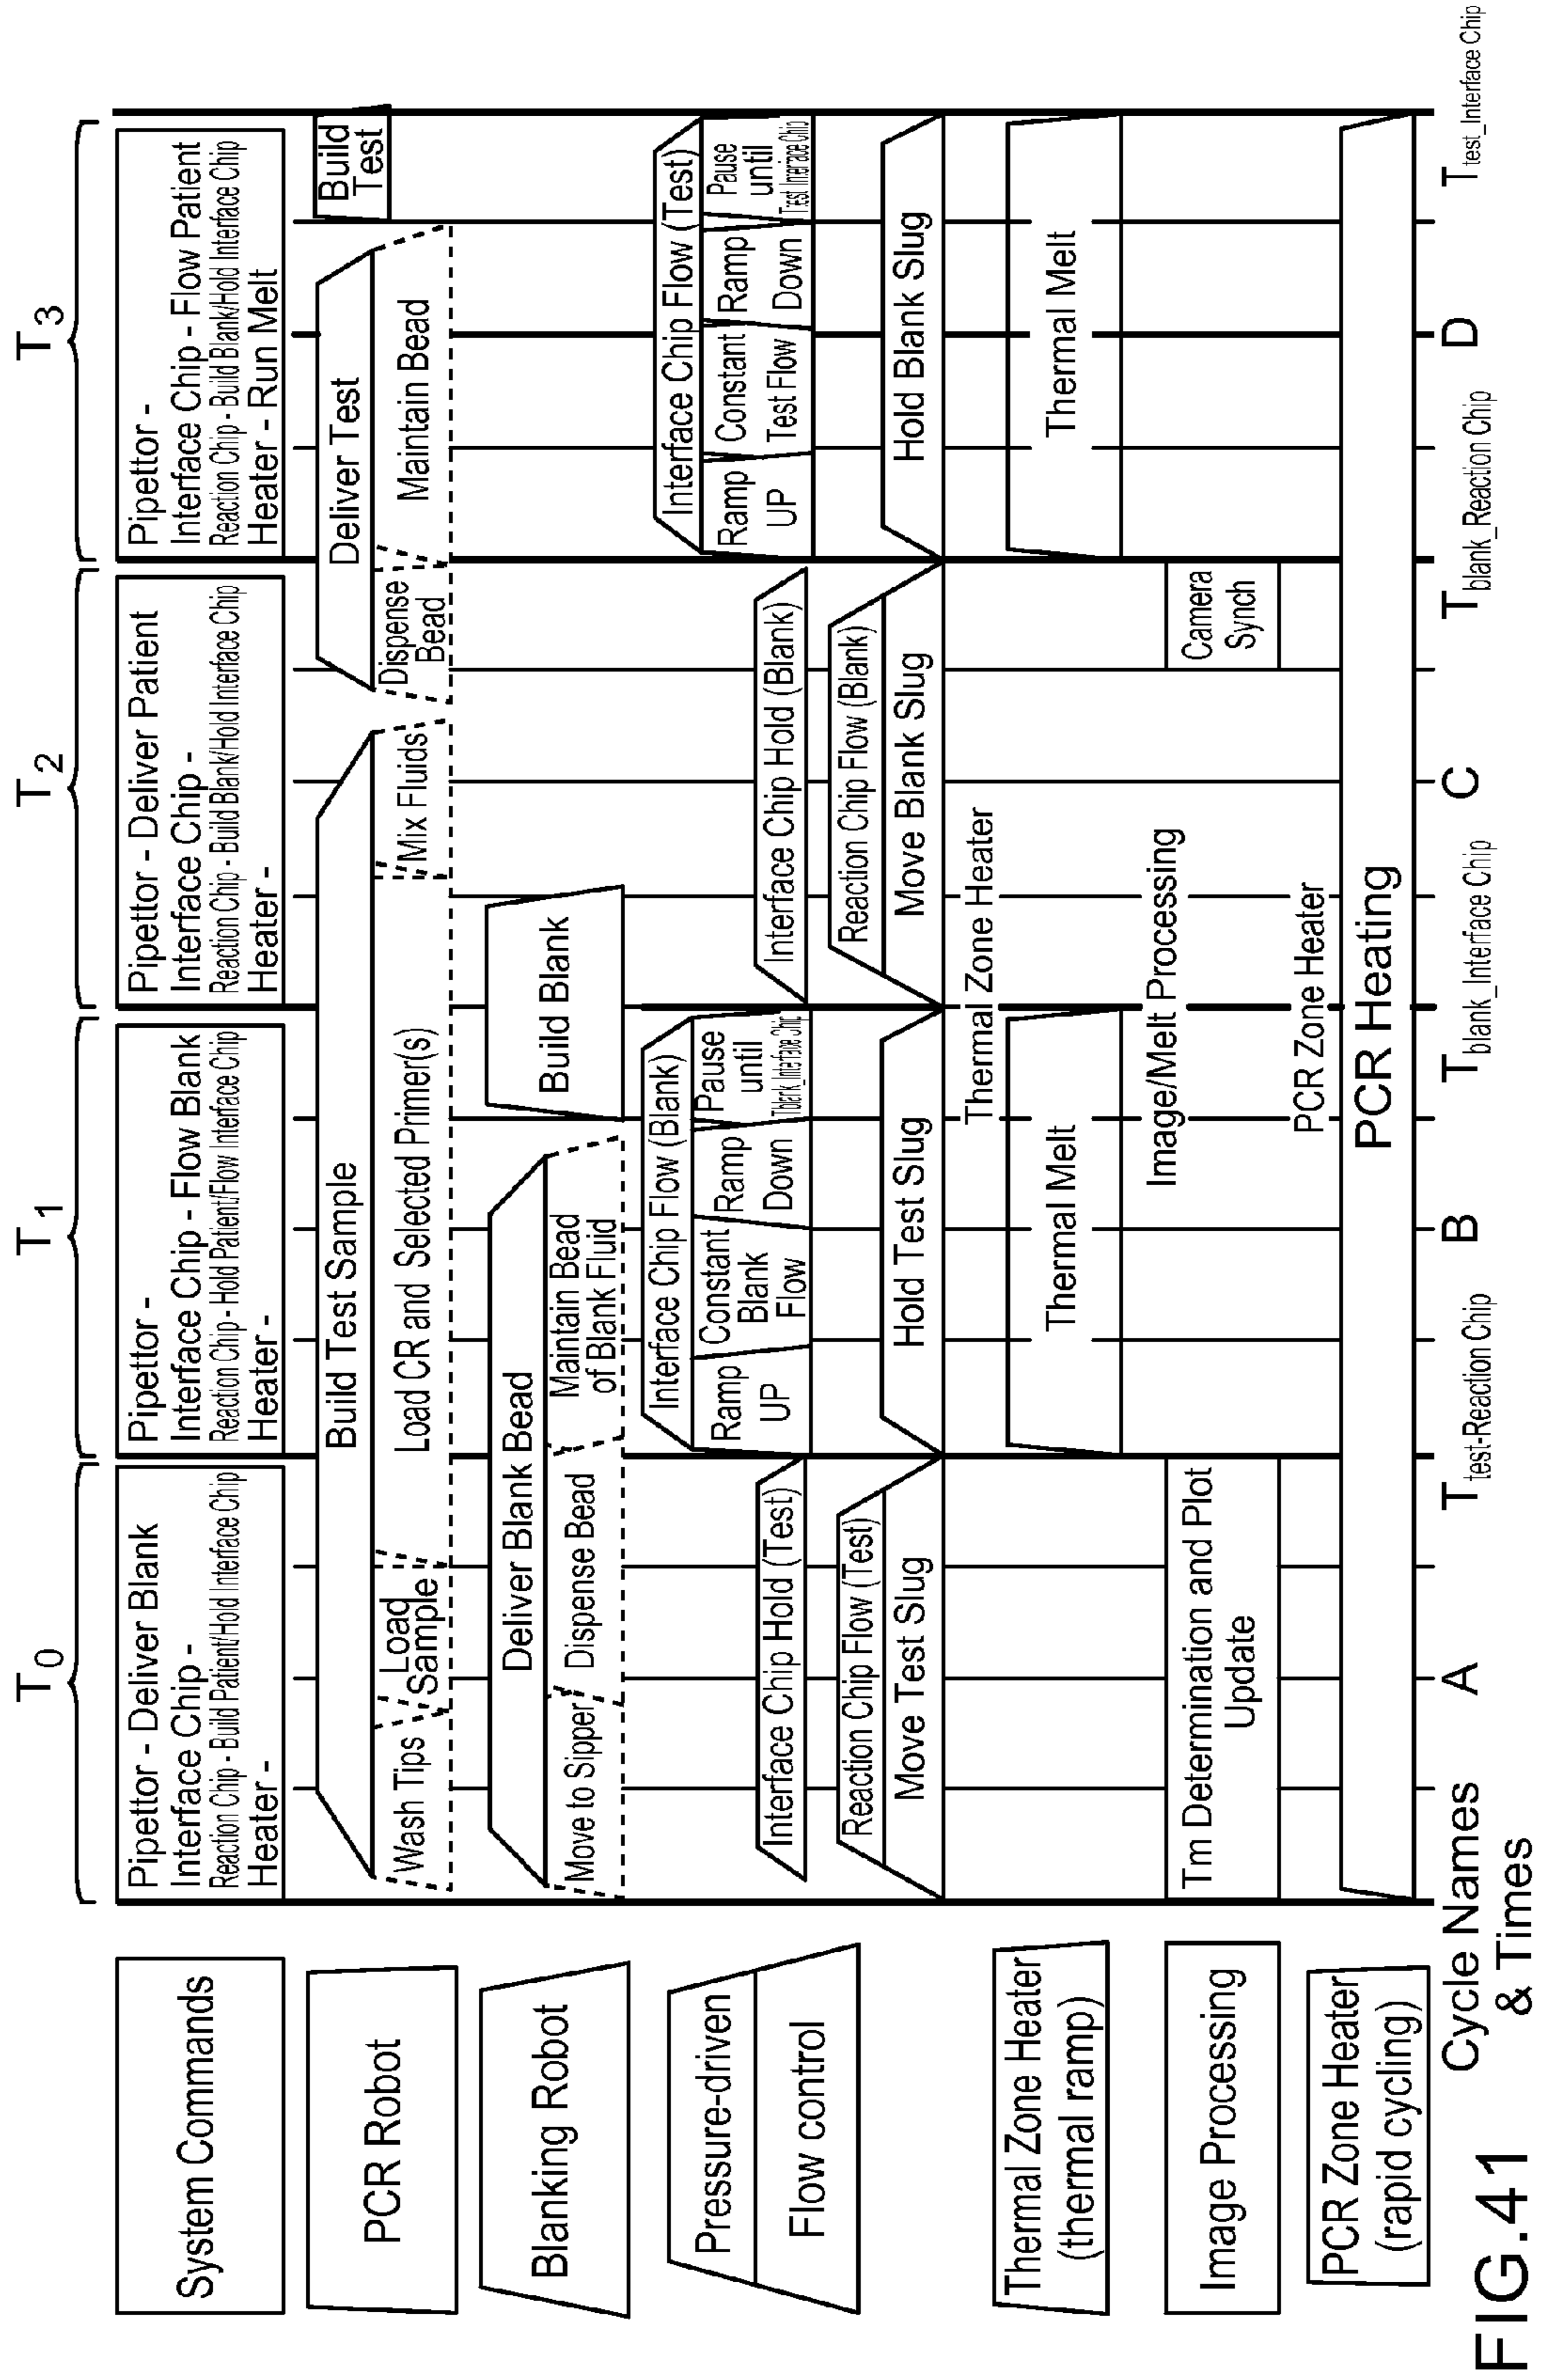 T0
T1
T2
T3
System Commands
Pipettor - Deliver Blank
Interface Chip -
Reaction Chip - Build Patient/Hold Interface Chip
Heater -
Pipettor -
Interface Chip - Flow Blank
Reaction Chip - Hold Patient/Flow Interface Chip
Heater -
Pipettor - Deliver Patient
Interface Chip -
Reaction Chip - Build Blank/Hold Interface Chip
Heater -
Pipettor -
Interface Chip - Flow Patient
Reaction Chip - Build Blank/Hold Interface Chip
Heater - Run Melt
PCR Robot
Build Test Sample
Deliver Test
Build
Test
Wash Tips
Load
Sample
Load CR and Selected Primer(s)
Mix Fluids
Dispense
Bead
Maintain Bead
Blanking Robot
Deliver Blank Bead
Build Blank
Move to Sipper
Dispense Bead
Maintain Bead
of Blank Fluid
Pressure-driven
Flow control
Interface Chip Flow (Blank)
Interface Chip Flow (Test)
Ramp
UP
Constant
Blank
Flow
Ramp
Down
Pause
until
Tblank_Interface Chip
Ramp
UP
Constant
Test Flow
Ramp
Down
Pause
until
Interface Chip Hold (Test)
Interface Chip Hold (Blank)
Reaction Chip Flow (Test)
Move Test Slug
Hold Test Slug
Reaction Chip Flow (Blank)
Move Blank Slug
Hold Blank Slug
Thermal Zone Heater
(thermal ramp)
Thermal Zone Heater
Thermal Melt
Thermal Melt
Image Processing
Image/Melt Processing
Tm Determination and Plot
Update
Camera
Synch
PCR Zone Heater
(rapid cycling)
PCR Zone Heater
PCR Heating
Cycle Names
& Times
A
Ttest-Reaction Chip
B
Tblank_Interface Chip
C
Tblank_Reaction Chip
D
Ttest_Interface Chip
FIG.41